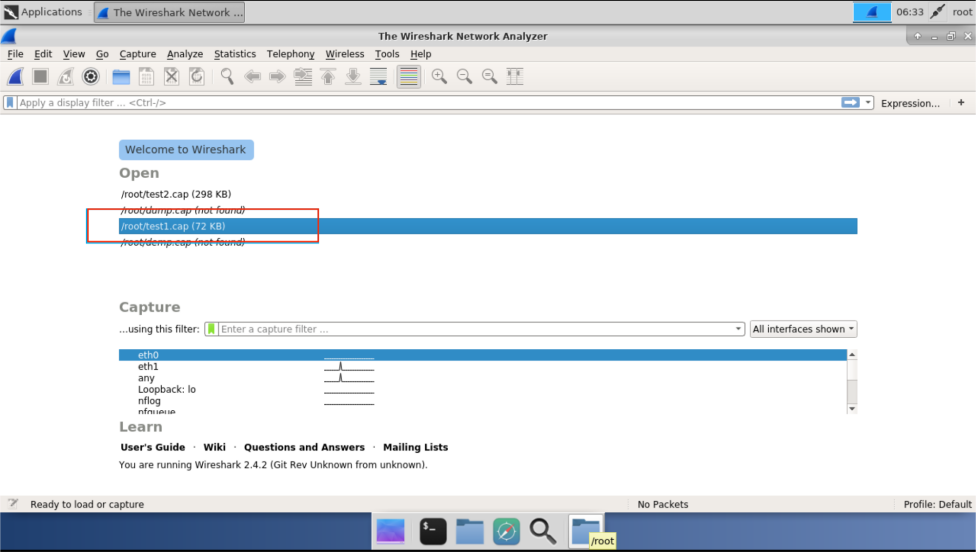 Applications The Wireshark Network ... 06:33 root
The Wireshark Network Analyzer
File Edit View Go Capture Analyze Statistics Telephony Wireless Tools Help
Apply a display filter ... <Ctrl-/> Expression... +
Welcome to Wireshark
Open
/root/test2.cap (298 KB)
/root/dump.cap (not found)
/root/test1.cap (72 KB)
/root/demp.cap (not found)
Capture
...using this filter: Enter a capture filter ... All interfaces shown
eth0
eth1
any
Loopback: lo
nflog
nfqueue
Learn
User's Guide · Wiki · Questions and Answers · Mailing Lists
You are running Wireshark 2.4.2 (Git Rev Unknown from unknown).
Ready to load or capture No Packets Profile: Default
$_
/root